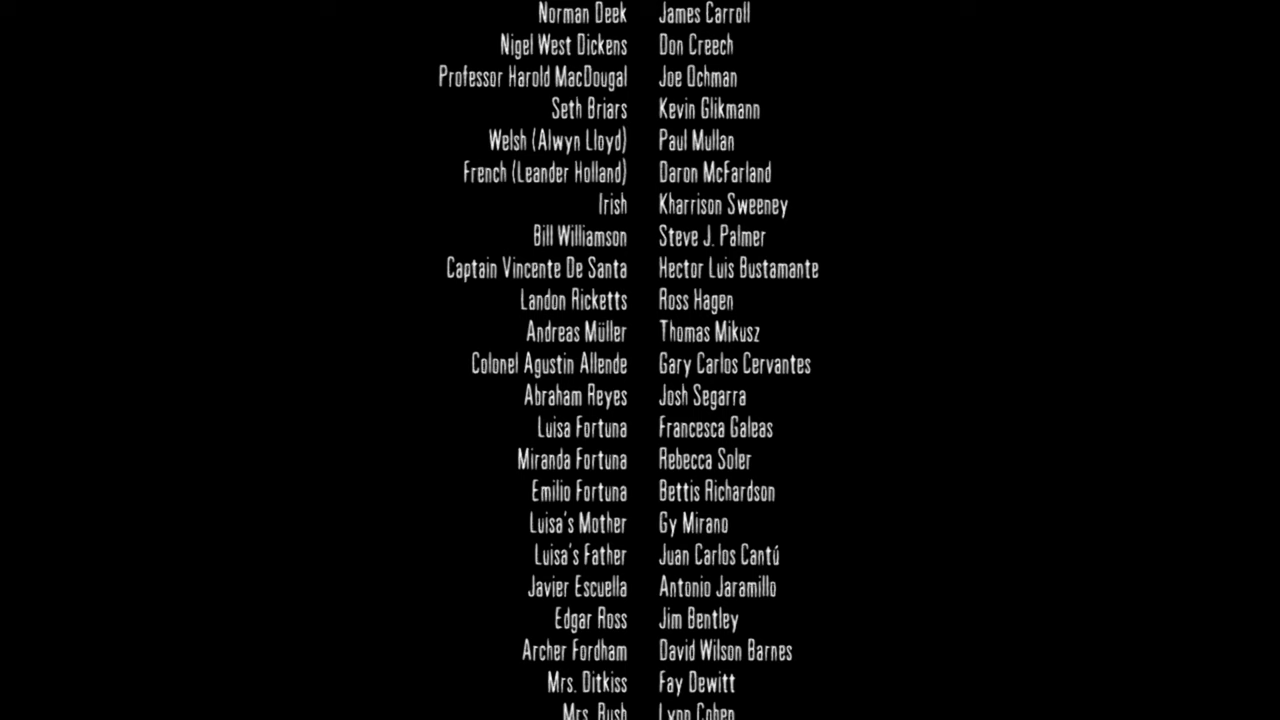 Norman Deek James Carroll
Nigel West Dickens Don Creech
Professor Harold MacDougal Joe Ochman
Seth Briars Kevin Glikmann
Welsh (Alwyn Lloyd) Paul Mullan
French (Leander Holland) Daron McFarland
Irish Kharrison Sweeney
Bill Williamson Steve J. Palmer
Captain Vincente De Santa Hector Luis Bustamante
Landon Ricketts Ross Hagen
Andreas Müller Thomas Mikusz
Colonel Agustin Allende Gary Carlos Cervantes
Abraham Reyes Josh Segarra
Luisa Fortuna Francesca Galeas
Miranda Fortuna Rebecca Soler
Emilio Fortuna Bettis Richardson
Luisa's Mother Gy Mirano
Luisa's Father Juan Carlos Cantú
Javier Escuella Antonio Jaramillo
Edgar Ross Jim Bentley
Archer Fordham David Wilson Barnes
Mrs. Ditkiss Fay Dewitt
Mrs. Bush Lynn Cohen